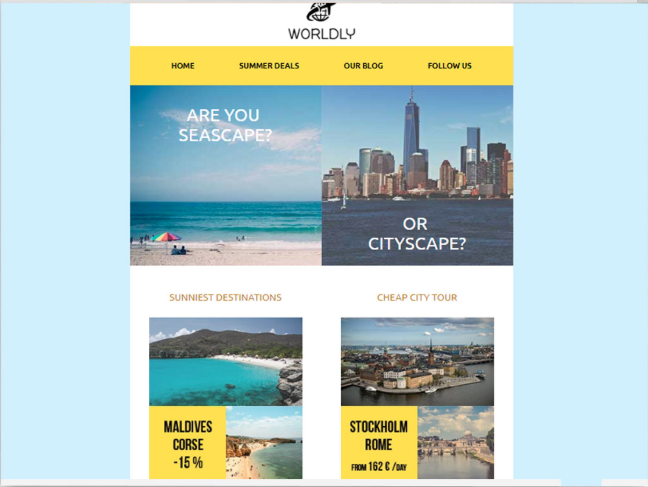 WORLDLY
HOME
SUMMER DEALS
OUR BLOG
FOLLOW US
ARE YOU
SEASCAPE?
OR
CITYSCAPE?
SUNNIEST DESTINATIONS
CHEAP CITY TOUR
MALDIVES
CORSE
-15 %
STOCKHOLM
ROME
FROM 162 € /DAY